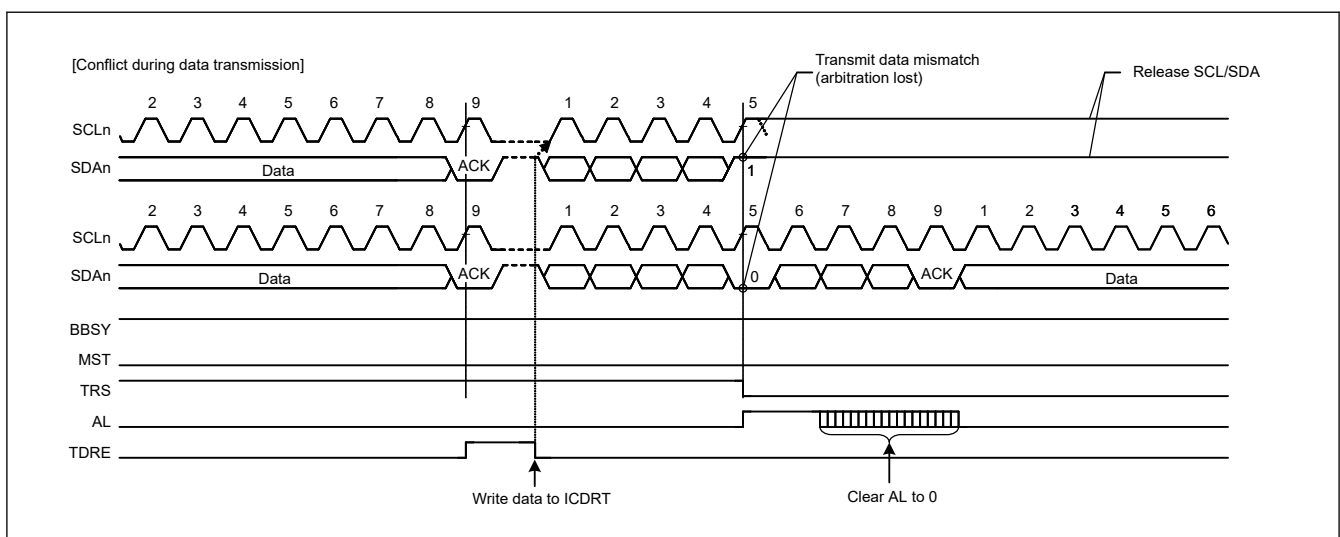 [Conflict during data transmission]
Transmit data mismatch
(arbitration lost)
Release SCL/SDA
2 3 4 5 6 7 8 9 1 2 3 4 5
SCLn
SDAn Data ACK 1
2 3 4 5 6 7 8 9 1 2 3 4 5 6 7 8 9 1 2 3 4 5 6
SCLn
SDAn Data ACK 0 ACK Data
BBSY
MST
TRS
AL
TDRE
Write data to ICDRT Clear AL to 0